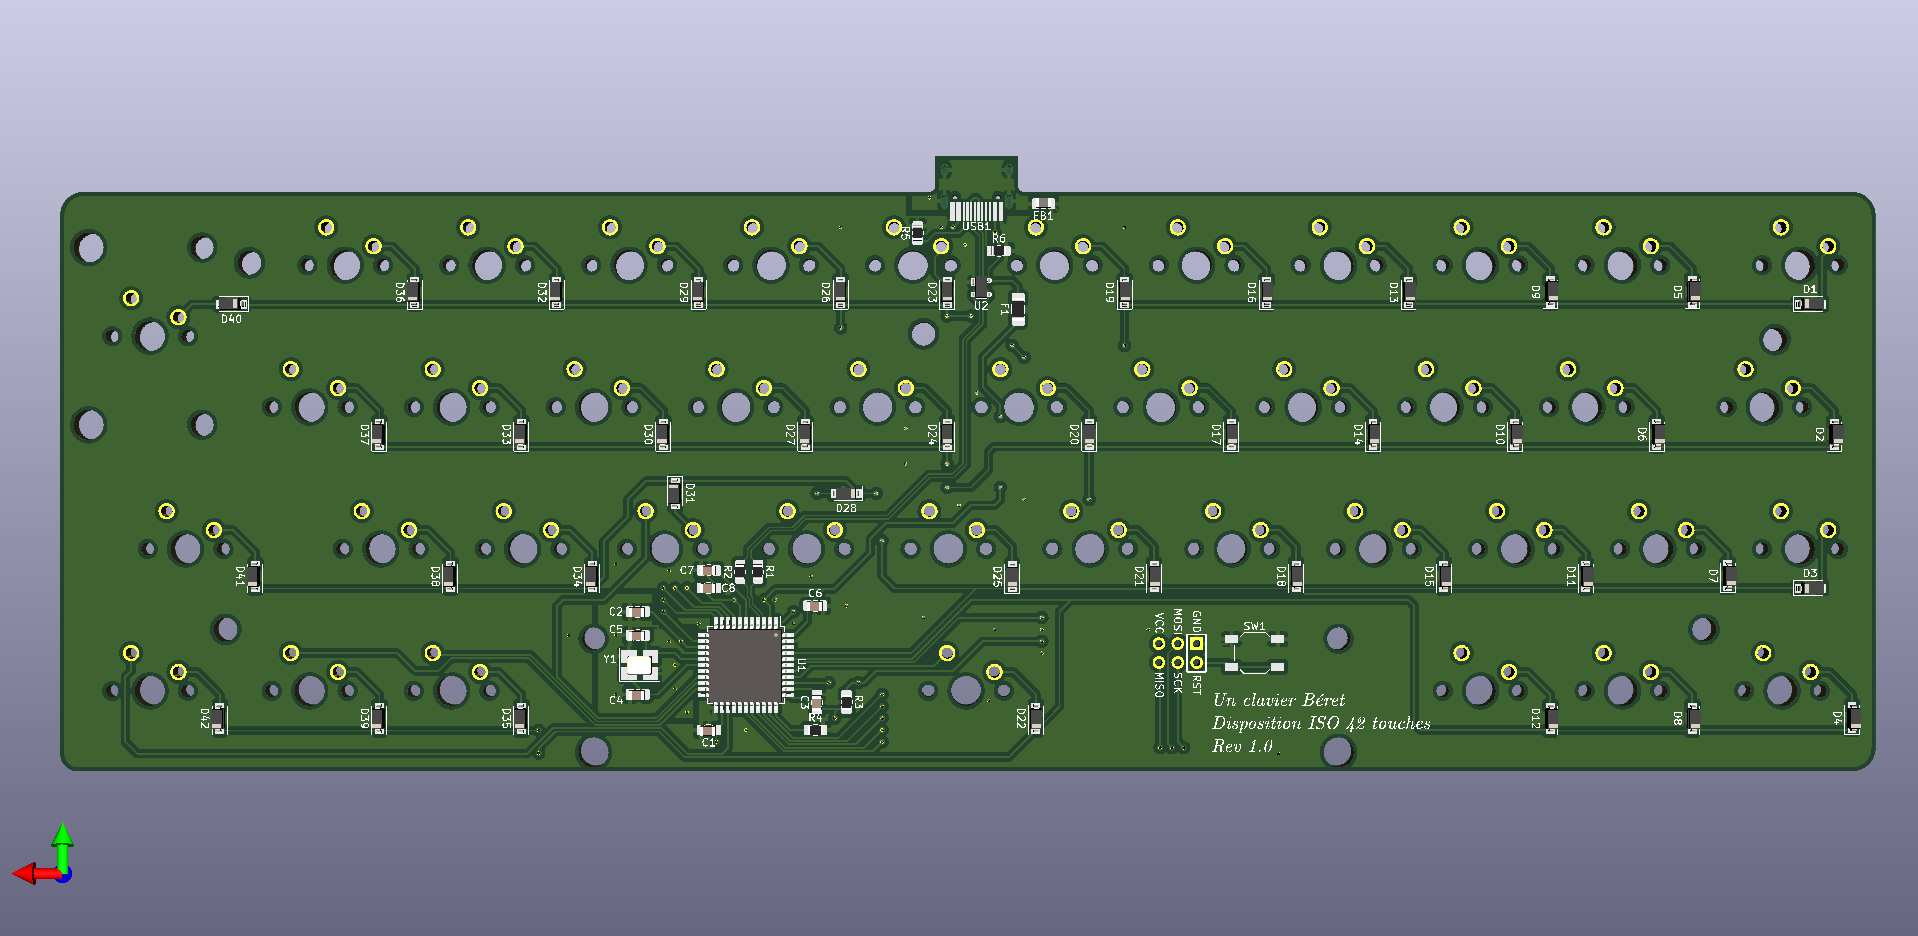 USB1
FB1
R5
R6
D36
D32
D29
D26
D23
U2
F1
D19
D16
D13
D9
D5
D1
D40
D37
D33
D30
D27
D24
D20
D17
D14
D10
D6
D2
D31
D28
D41
D38
D34
C7
R2
R1
C8
D25
D21
D18
D15
D11
D7
D3
C2
C6
C5
Y1
U1
C4
C3
R3
R4
C1
VCC
MOSI
GND
MISO
SCK
RST
SW1
D42
D39
D35
D22
D12
D8
D4
Un clavier Béret
Disposition ISO 42 touches
Rev 1.0